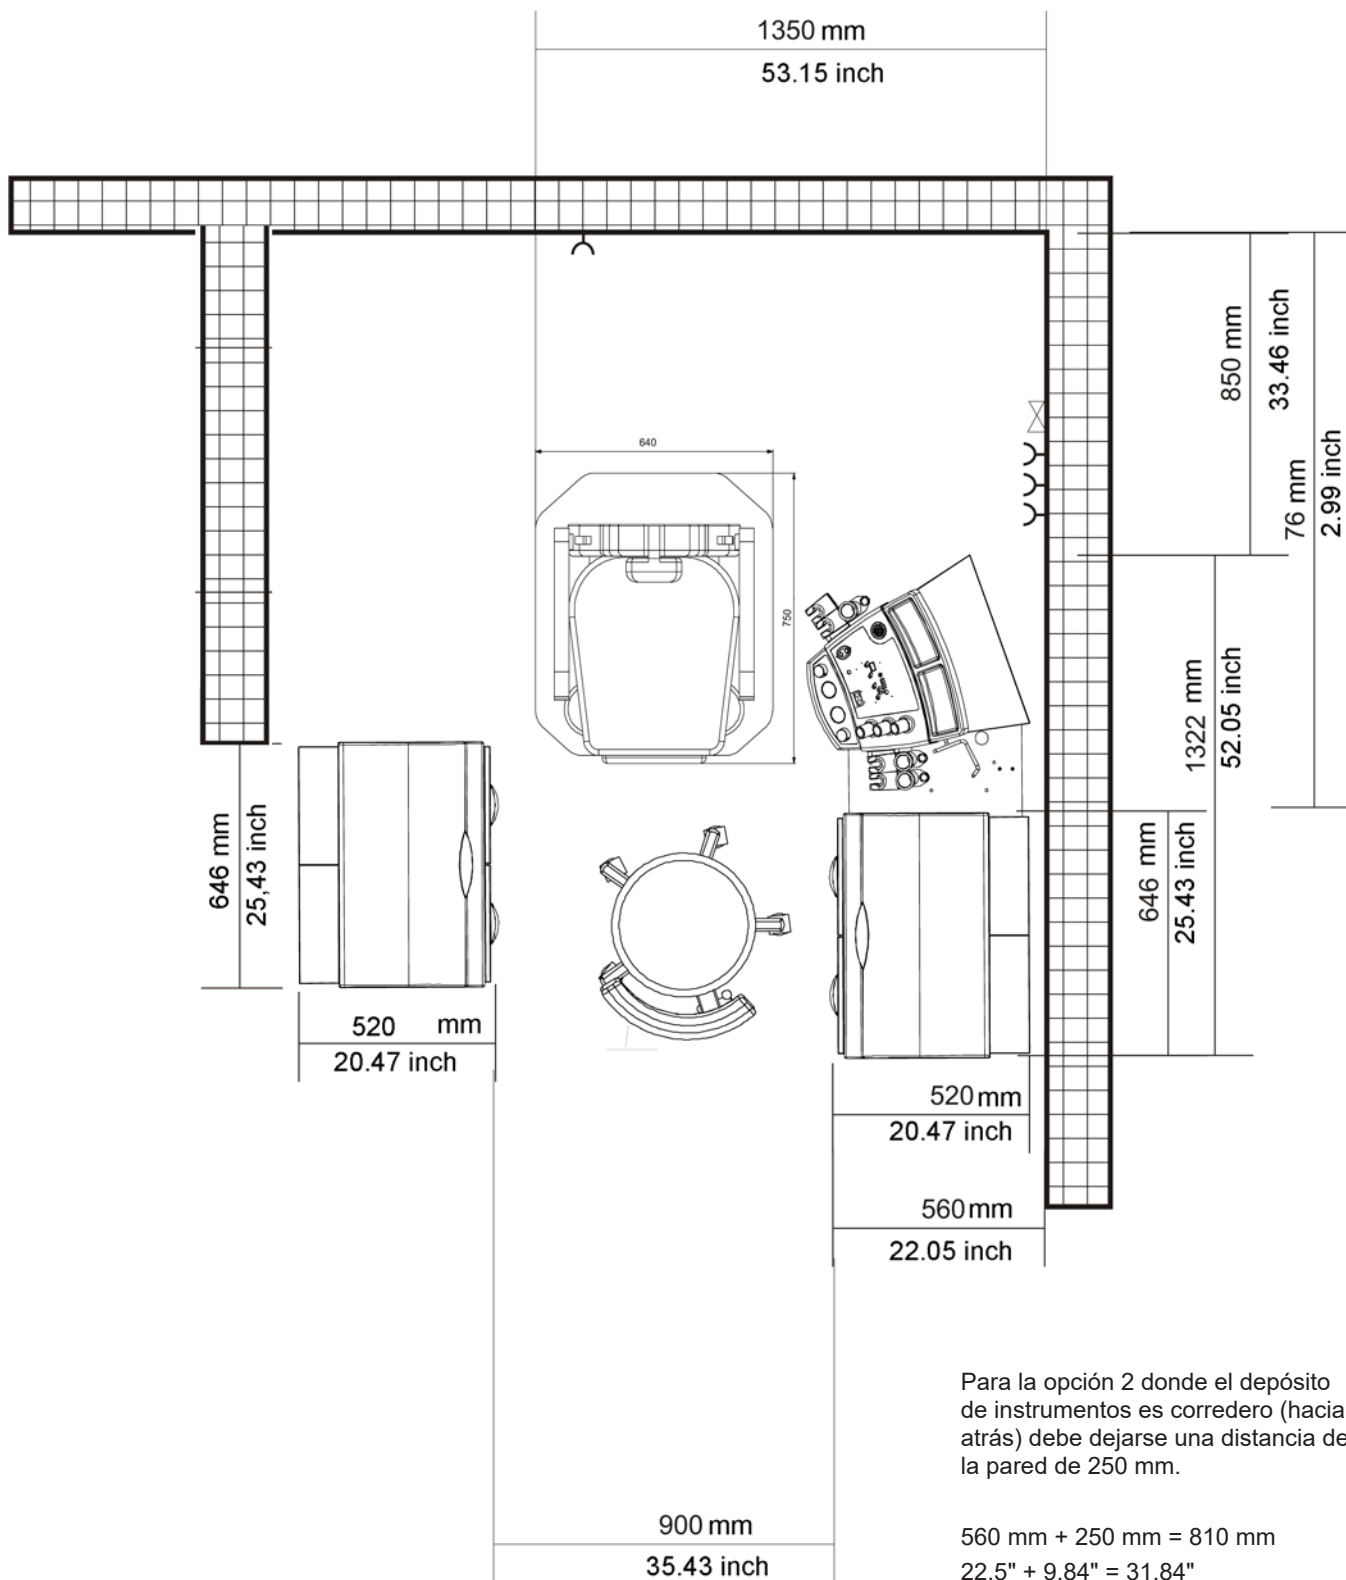 1350 mm
53.15 inch
850 mm
33.46 inch
76 mm
2.99 inch
640
750
1322 mm
52.05 inch
646 mm
25,43 inch
646 mm
25.43 inch
520 mm
20.47 inch
520 mm
20.47 inch
560 mm
22.05 inch
Para la opción 2 donde el depósito
de instrumentos es corredero (hacia
atrás) debe dejarse una distancia de
la pared de 250 mm.
900 mm
35.43 inch
560 mm + 250 mm = 810 mm
22.5" + 9.84" = 31.84"